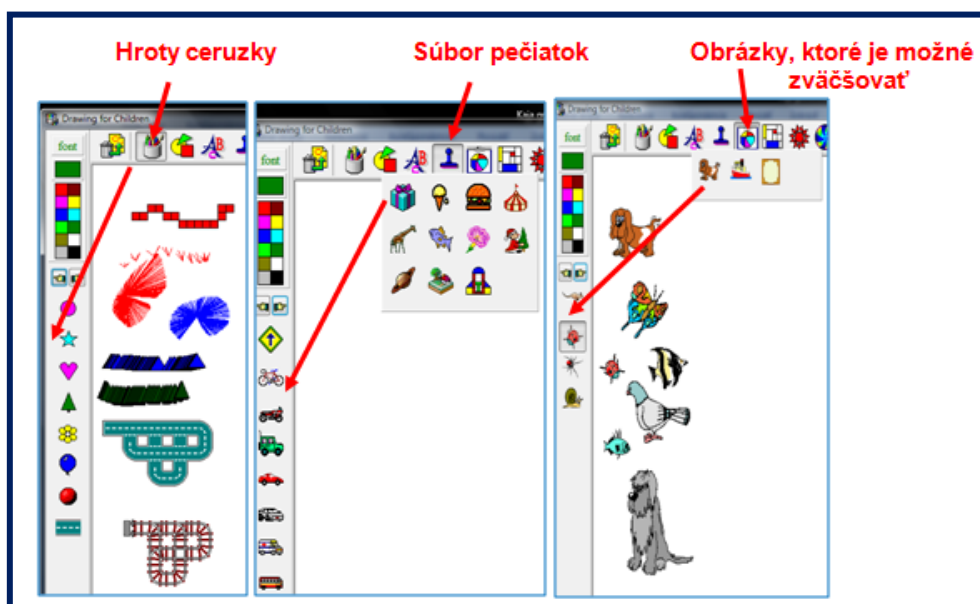 Hroty ceruzky
Súbor pečiatok
Obrázky, ktoré je možné
zväčšovať
Drawing for Children
font
Drawing for Children
font
Drawing for Children
font